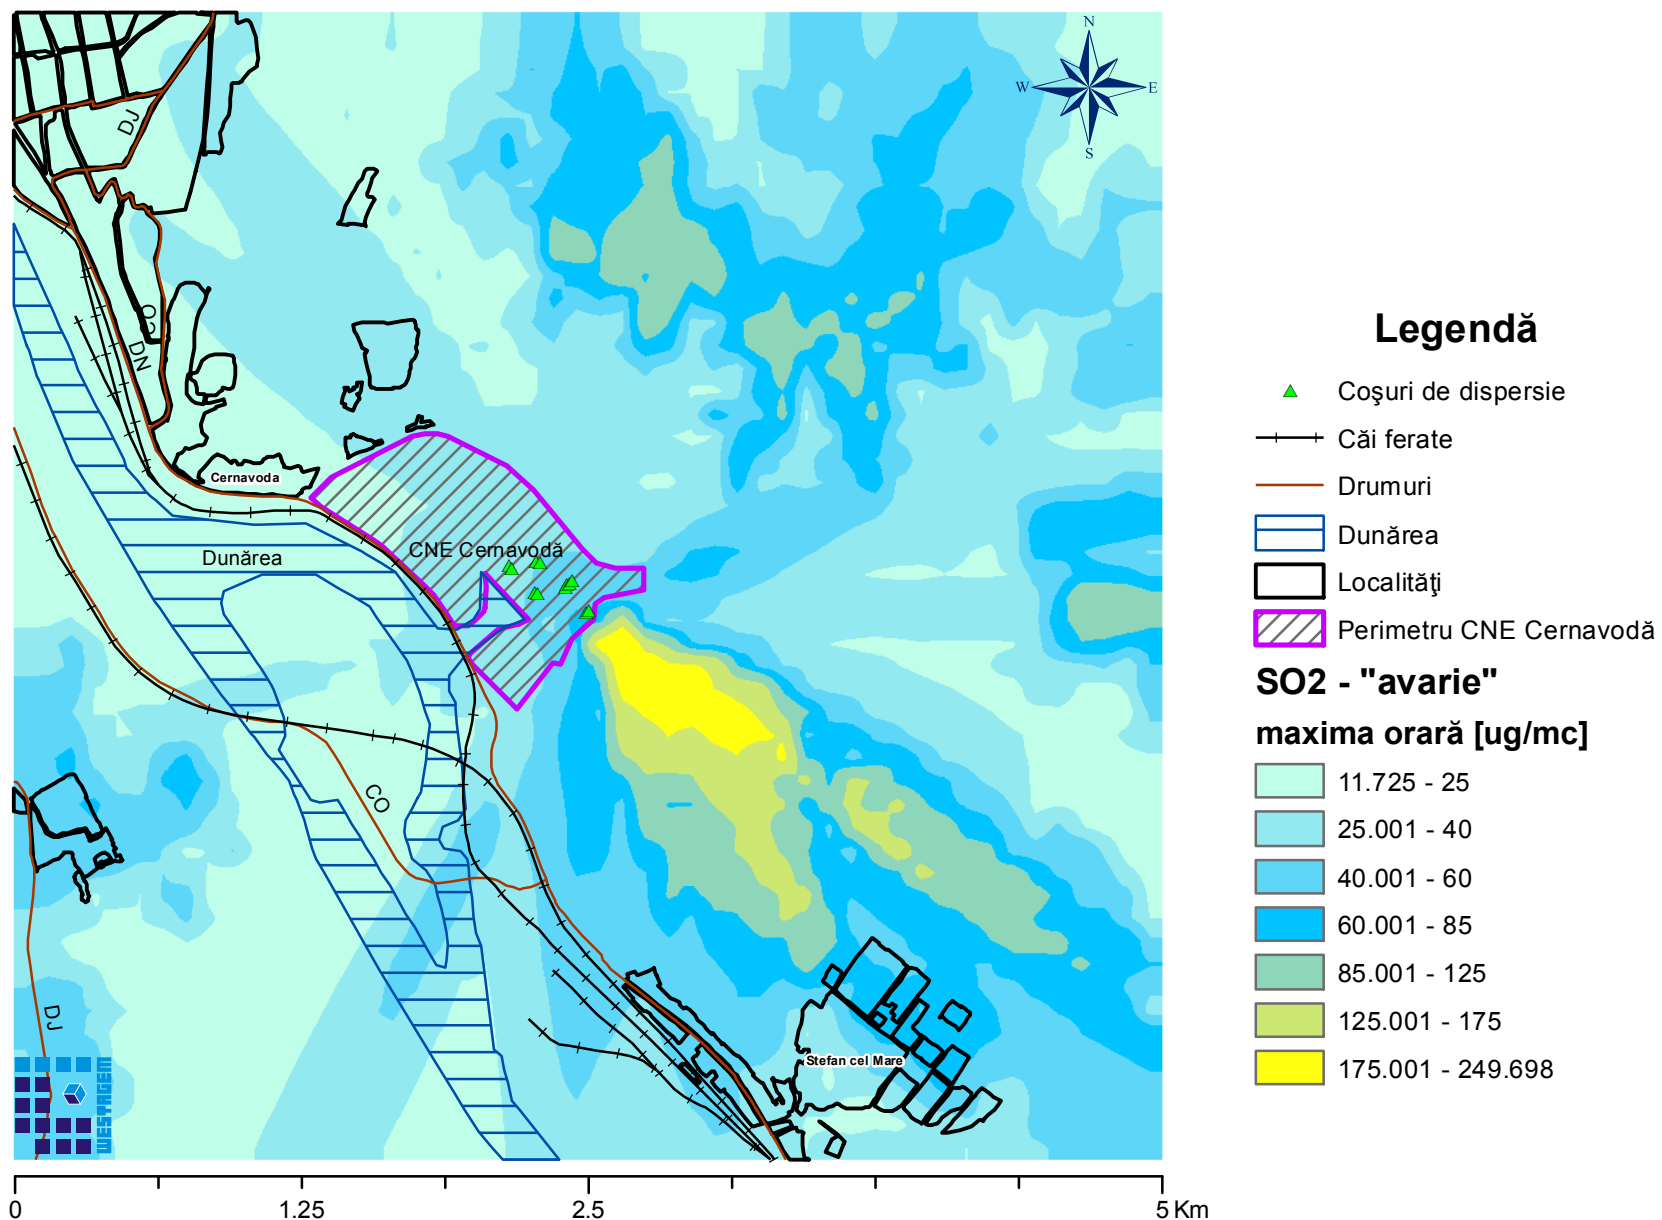 N
W
E
S
DJ
CO
DN
Cernavoda
Dunărea
CNE Cernavodă
CO
DJ
Stefan cel Mare
WESTAGEM
0
1.25
2.5
5 Km
Legendă
Coşuri de dispersie
Căi ferate
Drumuri
Dunărea
Localităţi
Perimetru CNE Cernavodă
SO2 - "avarie"
maxima orară [ug/mc]
11.725 - 25
25.001 - 40
40.001 - 60
60.001 - 85
85.001 - 125
125.001 - 175
175.001 - 249.698